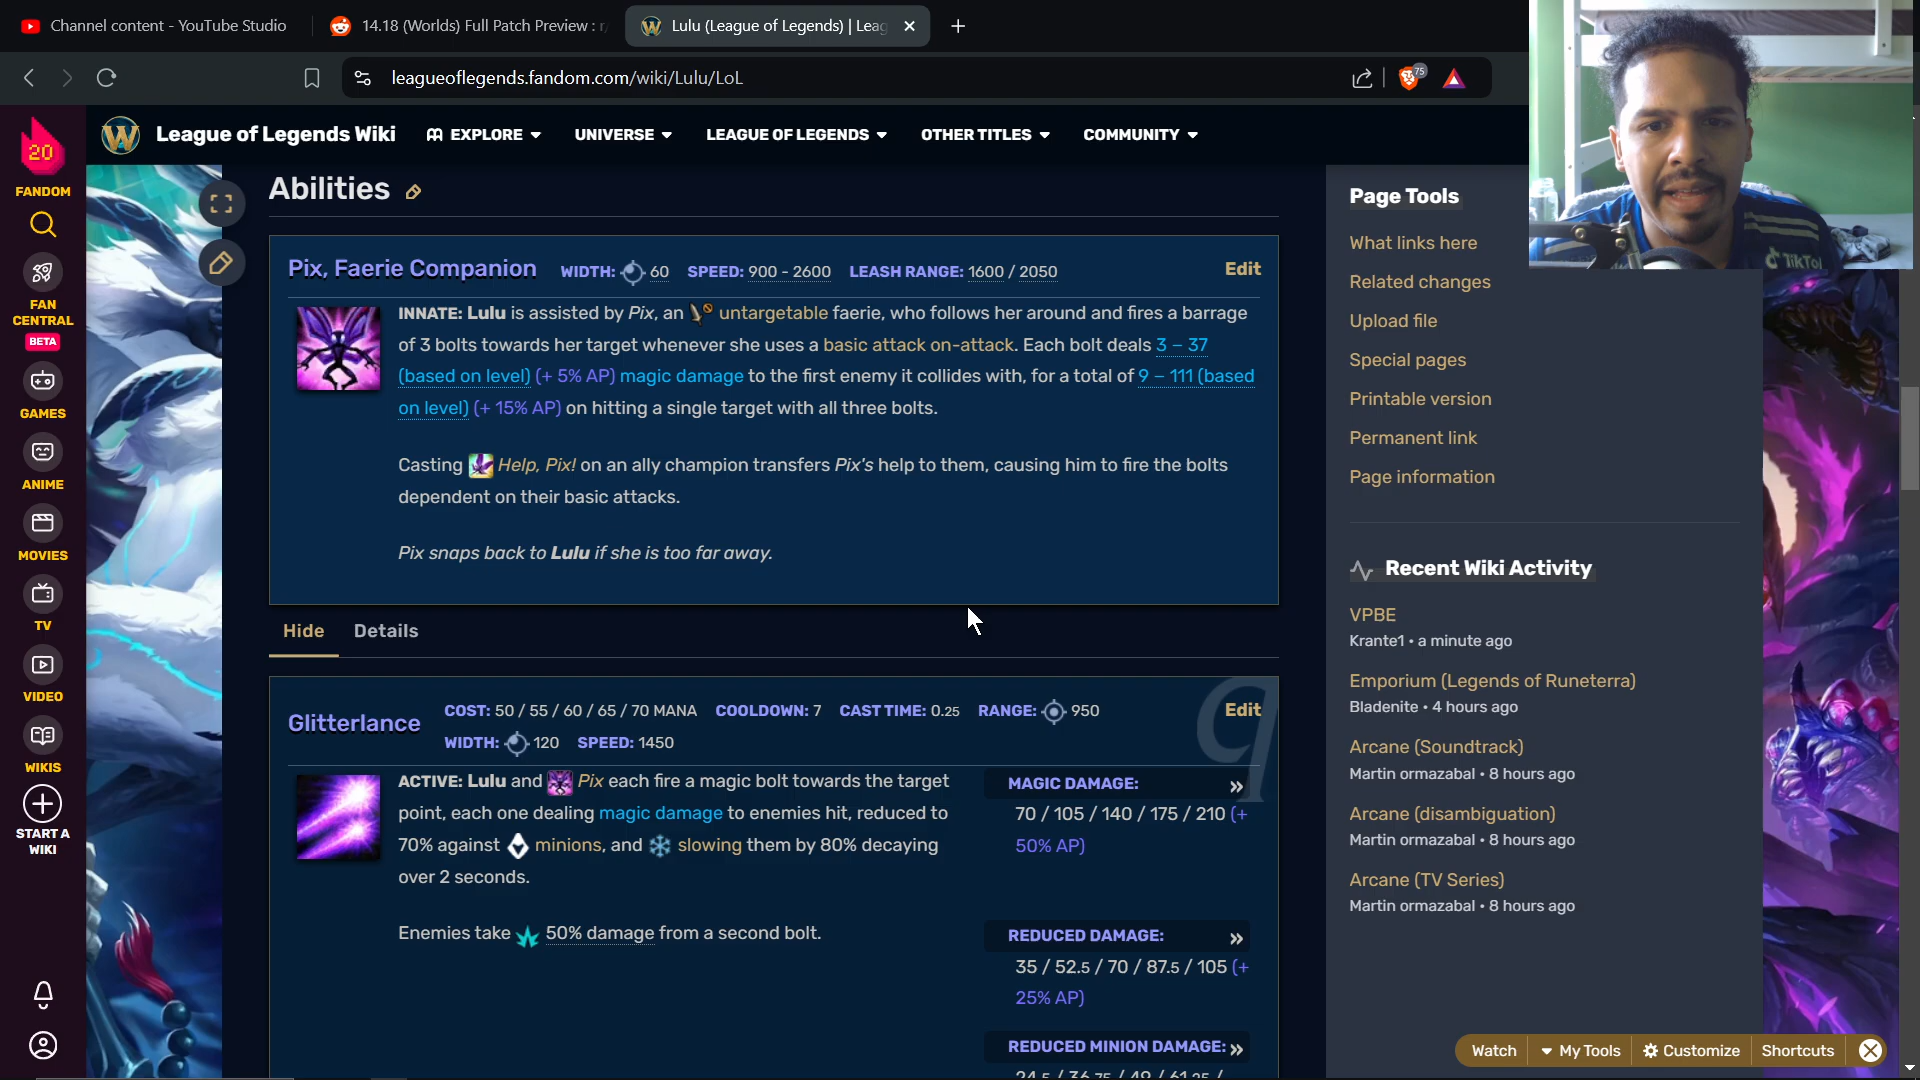 Channel content - YouTube Studio
14.18 (Worlds) Full Patch Preview : r/
Lulu (League of Legends) | Leag
leagueoflegends.fandom.com/wiki/Lulu/LoL
75
20
FANDOM
FAN
CENTRAL
BETA
GAMES
ANIME
MOVIES
TV
VIDEO
WIKIS
START A
WIKI
League of Legends Wiki
EXPLORE
UNIVERSE
LEAGUE OF LEGENDS
OTHER TITLES
COMMUNITY
Abilities
Pix, Faerie Companion WIDTH: 60 SPEED: 900 - 2600 LEASH RANGE: 1600 / 2050 Edit
INNATE: Lulu is assisted by Pix, an untargetable faerie, who follows her around and fires a barrage
of 3 bolts towards her target whenever she uses a basic attack on-attack. Each bolt deals 3 – 37
(based on level) (+ 5% AP) magic damage to the first enemy it collides with, for a total of 9 – 111 (based
on level) (+ 15% AP) on hitting a single target with all three bolts.
Casting Help, Pix! on an ally champion transfers Pix's help to them, causing him to fire the bolts
dependent on their basic attacks.
Pix snaps back to Lulu if she is too far away.
Hide Details
Glitterlance COST: 50 / 55 / 60 / 65 / 70 MANA COOLDOWN: 7 CAST TIME: 0.25 RANGE: 950 Edit
WIDTH: 120 SPEED: 1450
q
ACTIVE: Lulu and Pix each fire a magic bolt towards the target
point, each one dealing magic damage to enemies hit, reduced to
70% against minions, and slowing them by 80% decaying
over 2 seconds.
Enemies take 50% damage from a second bolt.
MAGIC DAMAGE: »
70 / 105 / 140 / 175 / 210 (+
50% AP)
REDUCED DAMAGE: »
35 / 52.5 / 70 / 87.5 / 105 (+
25% AP)
REDUCED MINION DAMAGE: »
24.5 / 36.75 / 49 / 61.25 /
Page Tools
What links here
Related changes
Upload file
Special pages
Printable version
Permanent link
Page information
Recent Wiki Activity
VPBE
Krante1 • a minute ago
Emporium (Legends of Runeterra)
Bladenite • 4 hours ago
Arcane (Soundtrack)
Martin ormazabal • 8 hours ago
Arcane (disambiguation)
Martin ormazabal • 8 hours ago
Arcane (TV Series)
Martin ormazabal • 8 hours ago
TikTok
Watch
My Tools
Customize
Shortcuts